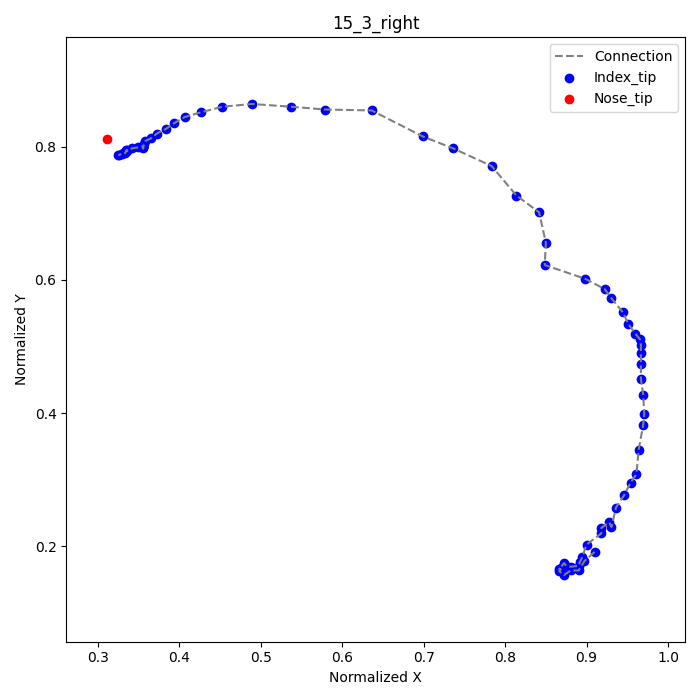 15_3_right
Connection
Index_tip
Nose_tip
0.8
0.6
0.4
0.2
Normalized Y
0.3 0.4 0.5 0.6 0.7 0.8 0.9 1.0
Normalized X